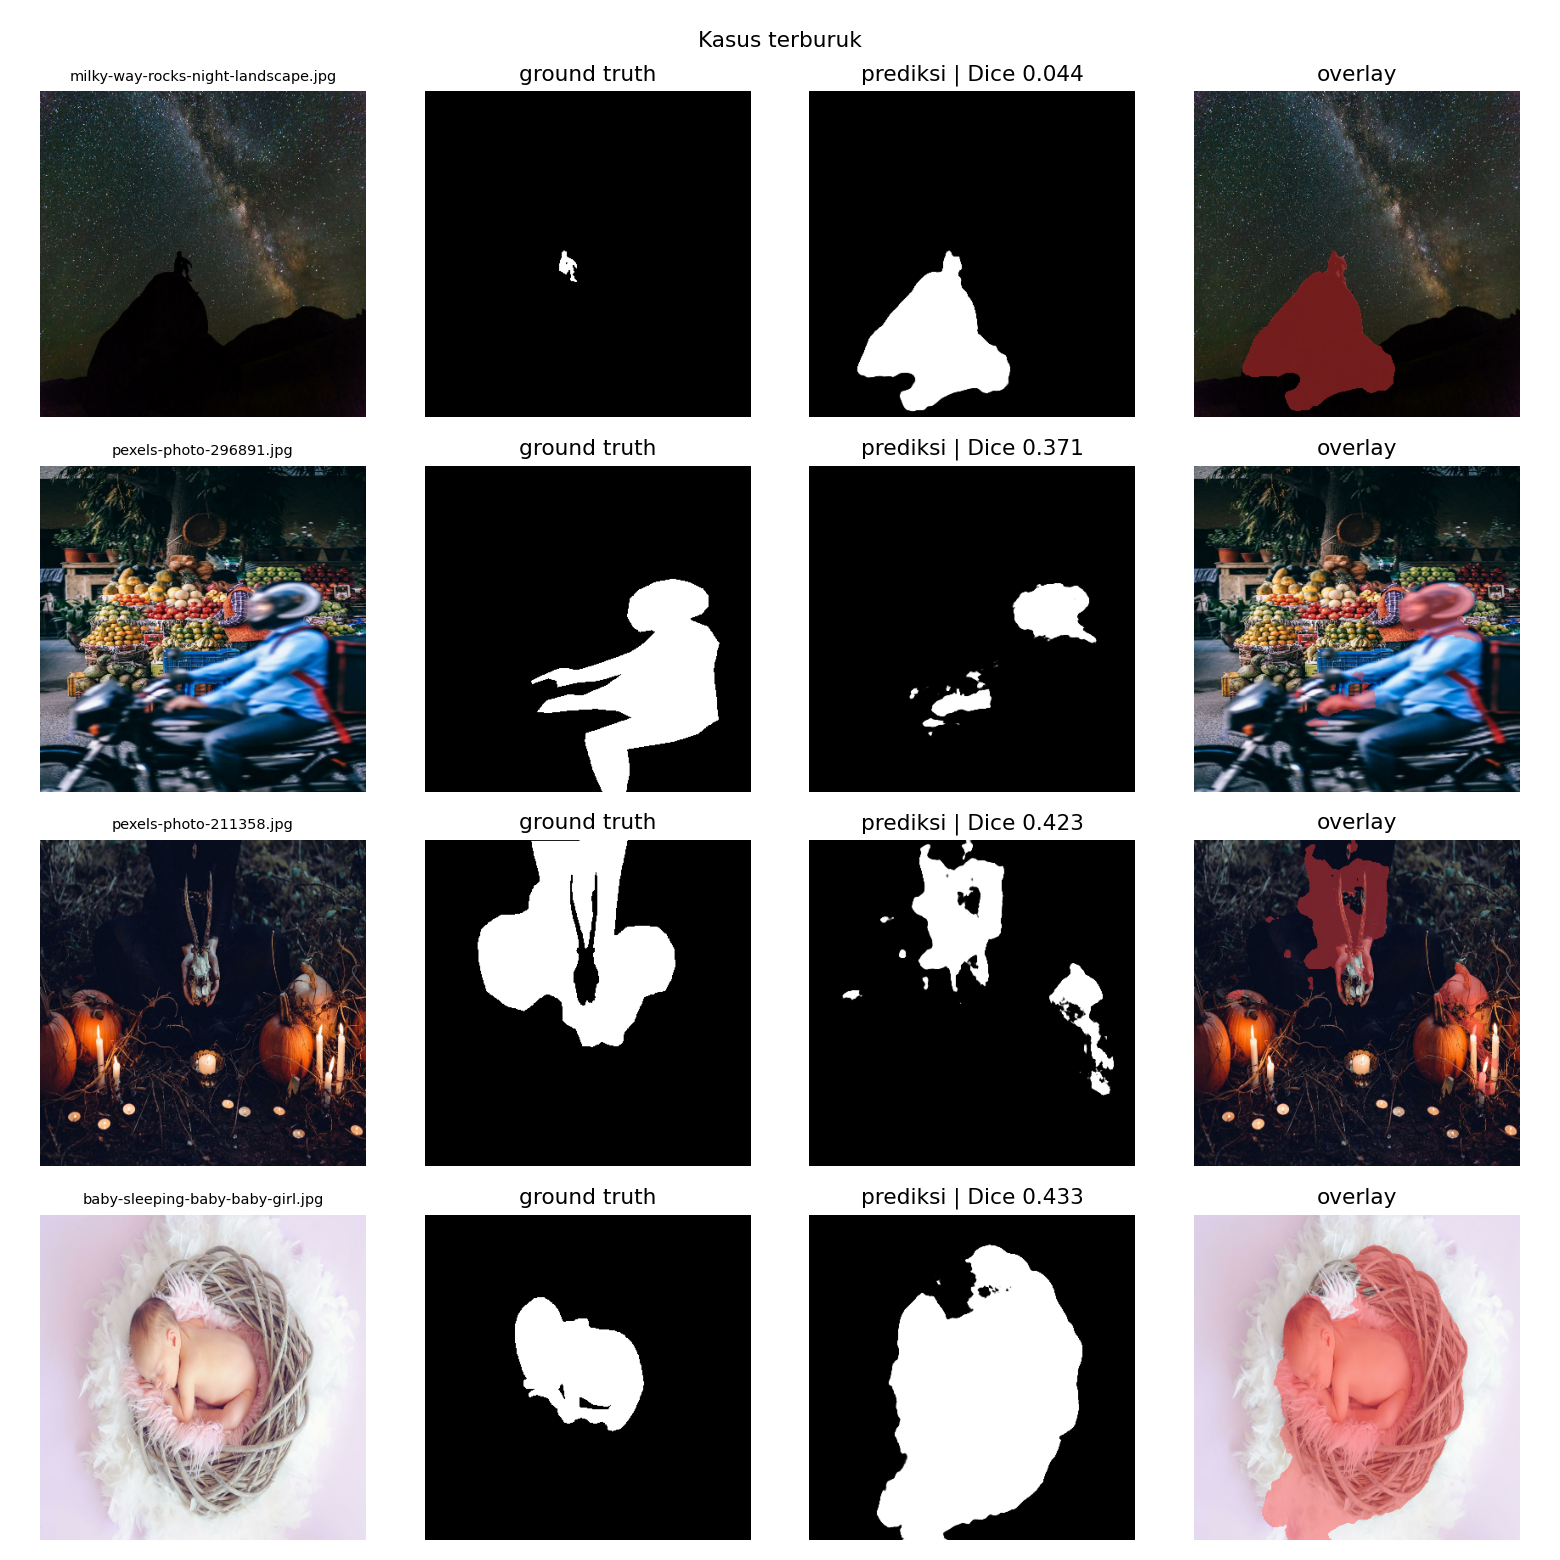 Kasus terburuk
milky-way-rocks-night-landscape.jpg
ground truth
prediksi | Dice 0.044
overlay
pexels-photo-296891.jpg
ground truth
prediksi | Dice 0.371
overlay
pexels-photo-211358.jpg
ground truth
prediksi | Dice 0.423
overlay
baby-sleeping-baby-baby-girl.jpg
ground truth
prediksi | Dice 0.433
overlay